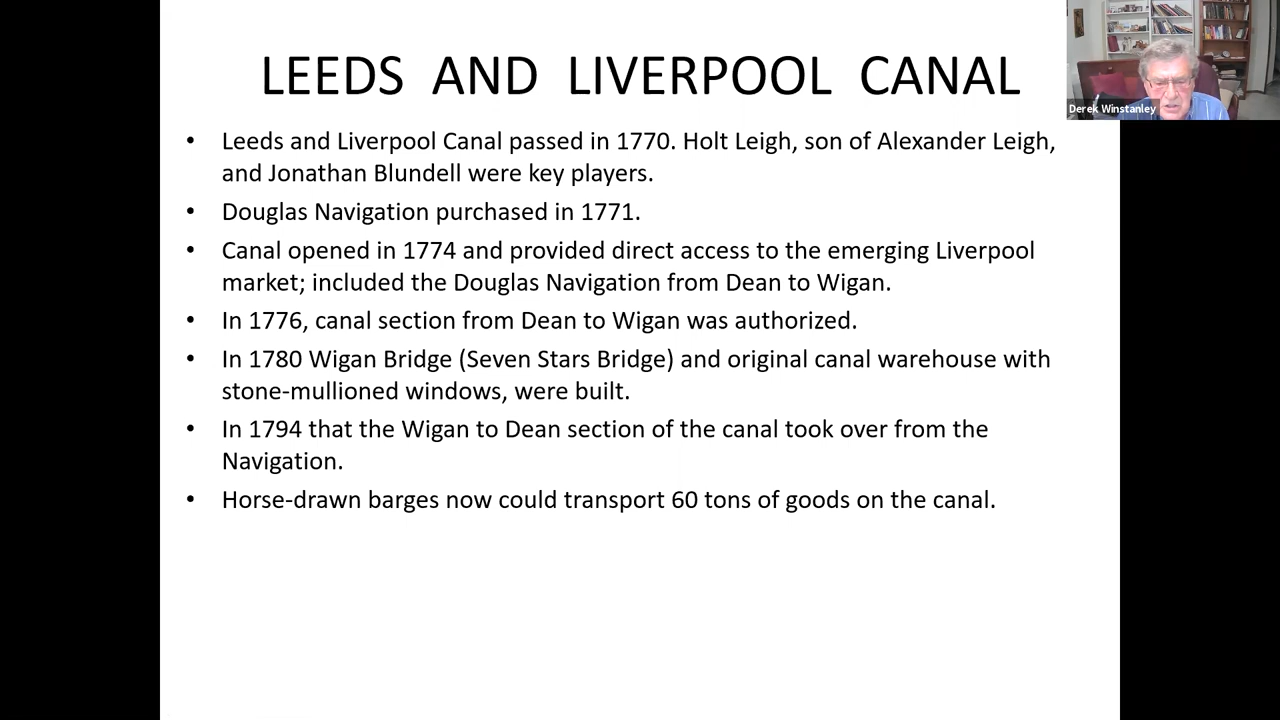 LEEDS AND LIVERPOOL CANAL
Derek Winstanley
• Leeds and Liverpool Canal passed in 1770. Holt Leigh, son of Alexander Leigh,
and Jonathan Blundell were key players.
• Douglas Navigation purchased in 1771.
• Canal opened in 1774 and provided direct access to the emerging Liverpool
market; included the Douglas Navigation from Dean to Wigan.
• In 1776, canal section from Dean to Wigan was authorized.
• In 1780 Wigan Bridge (Seven Stars Bridge) and original canal warehouse with
stone-mullioned windows, were built.
• In 1794 that the Wigan to Dean section of the canal took over from the
Navigation.
• Horse-drawn barges now could transport 60 tons of goods on the canal.